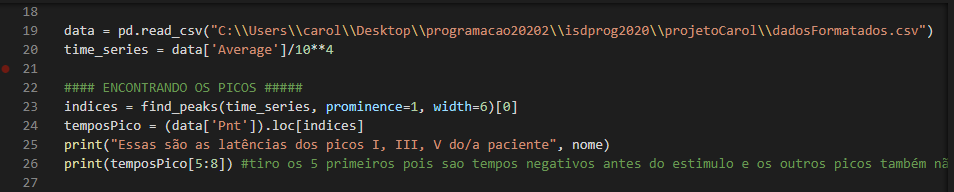 18
19 data = pd.read_csv("C:\\Users\\carol\\Desktop\\programacao20202\\isdprog2020\\projetoCarol\\dadosFormatados.csv")
20 time_series = data['Average']/10**4
21
22 #### ENCONTRANDO OS PICOS #####
23 indices = find_peaks(time_series, prominence=1, width=6)[0]
24 temposPico = (data['Pnt']).loc[indices]
25 print("Essas são as latências dos picos I, III, V do/a paciente", nome)
26 print(temposPico[5:8]) #tiro os 5 primeiros pois sao tempos negativos antes do estimulo e os outros picos também nã
27